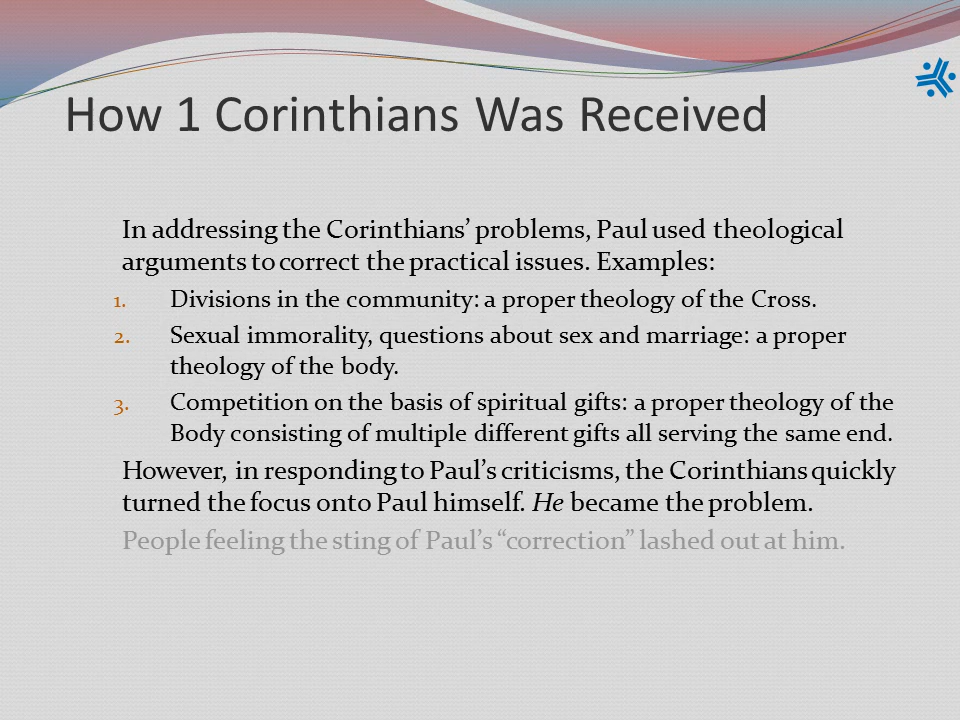 How 1 Corinthians Was Received
In addressing the Corinthians’ problems, Paul used theological
arguments to correct the practical issues. Examples:
1. Divisions in the community: a proper theology of the Cross.
2. Sexual immorality, questions about sex and marriage: a proper
theology of the body.
3. Competition on the basis of spiritual gifts: a proper theology of the
Body consisting of multiple different gifts all serving the same end.
However, in responding to Paul’s criticisms, the Corinthians quickly
turned the focus onto Paul himself. He became the problem.
People feeling the sting of Paul’s “correction” lashed out at him.